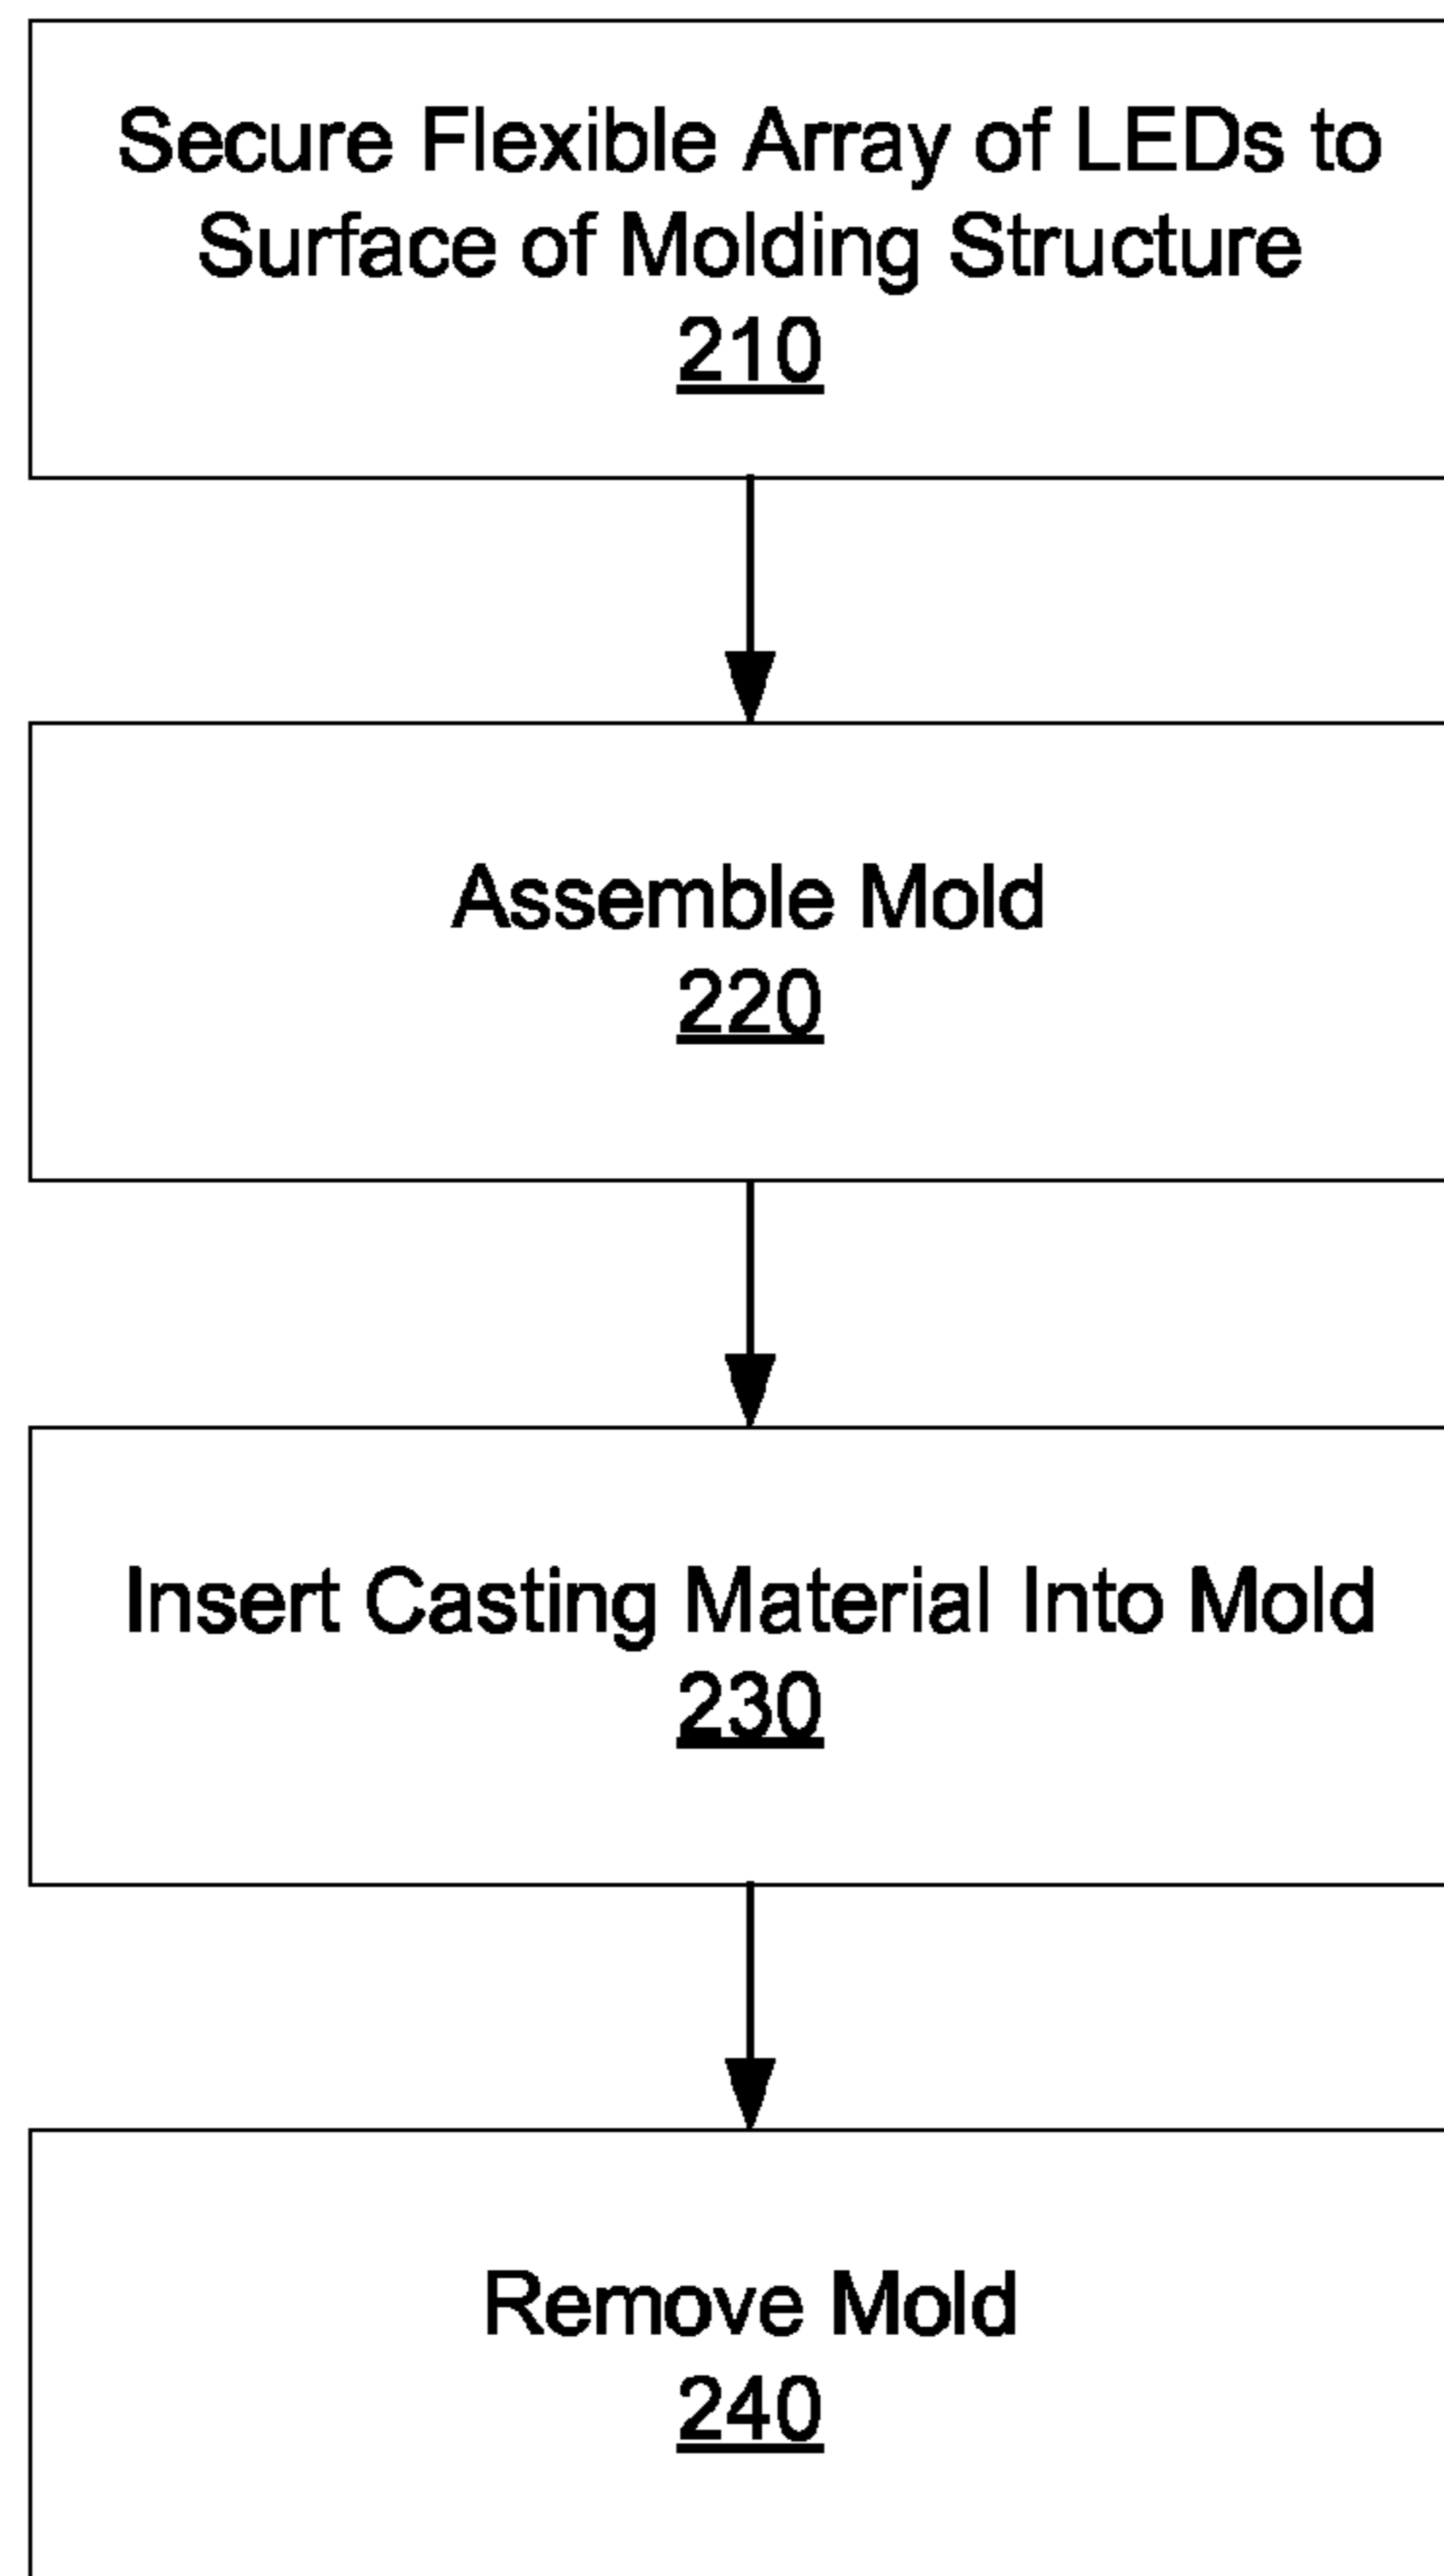 Secure Flexible Array of LEDs to
Surface of Molding Structure
210
Assemble Mold
220
Insert Casting Material Into Mold
230
Remove Mold
240